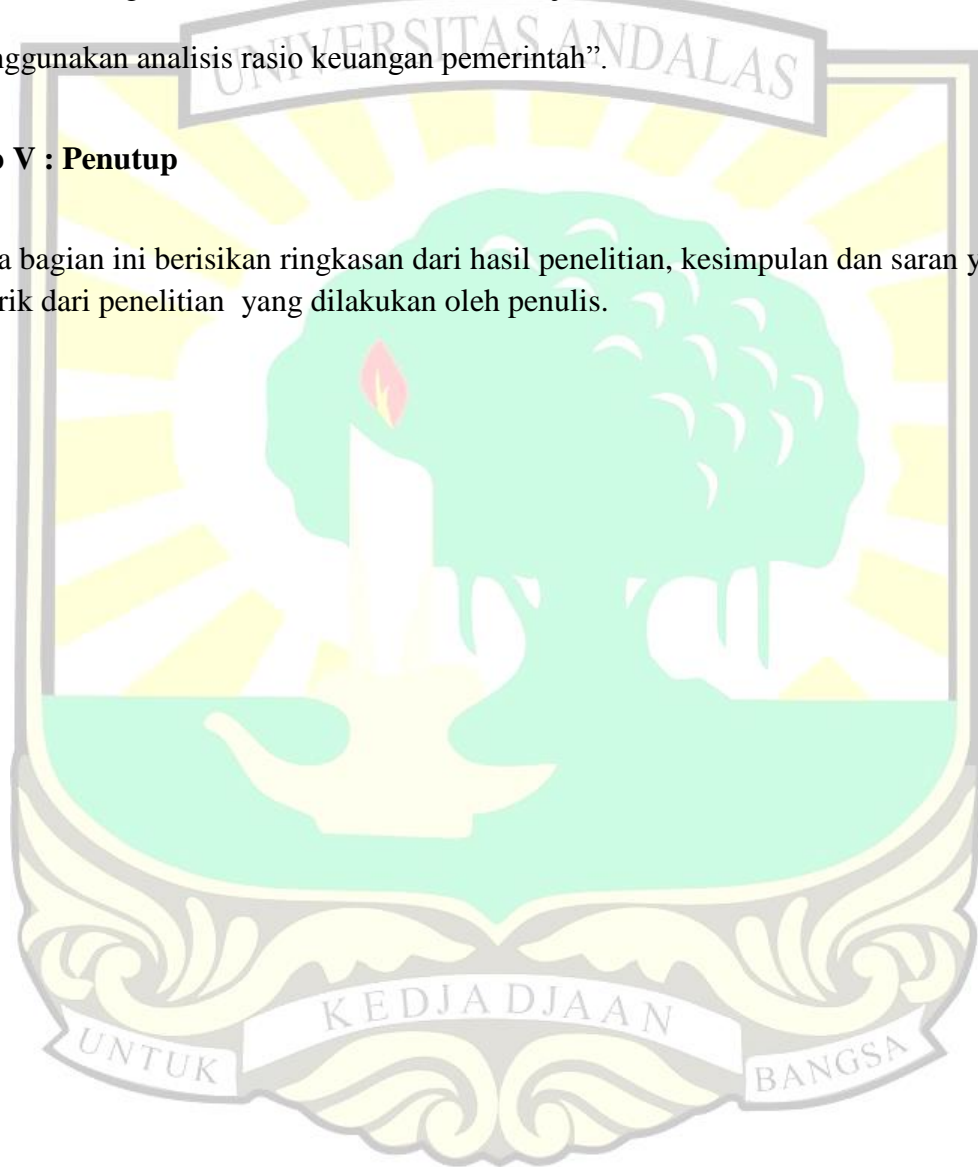 UNIVERSITAS ANDALAS
nggunakan analisis rasio keuangan pemerintah”.
V : Penutup
a bagian ini berisikan ringkasan dari hasil penelitian, kesimpulan dan saran y
rik dari penelitian yang dilakukan oleh penulis.
KEDJADJAAN
UNTUK
BANGSA